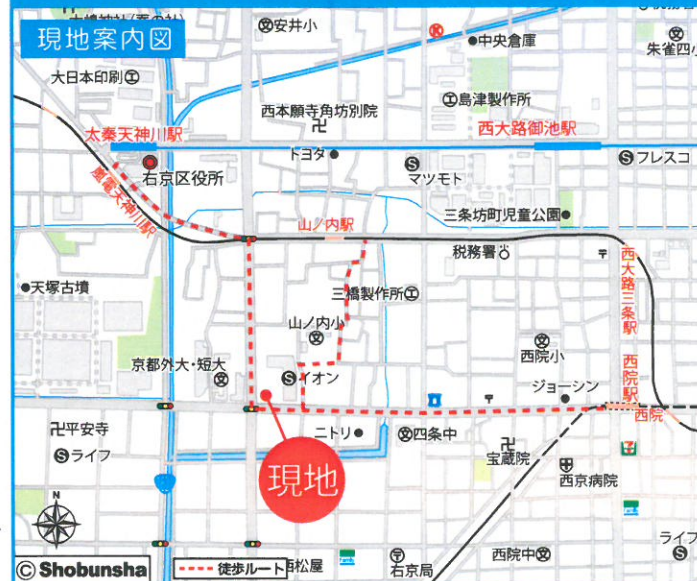 現地案内図
安井小
中央倉庫
朱雀四小
大日本印刷
島津製作所
西本願寺角坊別院
太秦天神川駅
西大路御池駅
トヨタ
フレスコ
マツモト
右京区役所
嵐電天神川駅
三条坊町児童公園
山ノ内駅
税務署
西大路三条駅
天塚古墳
三橋製作所
山ノ内小
西院小
西院駅
京都外大・短大
イオン
ジョーシン
西院
平安寺
ニトリ
四条中
ライフ
宝蔵院
現地
西京病院
N
ライフ
© Shobunsha
徒歩ルート
西松屋
右京局
西院中